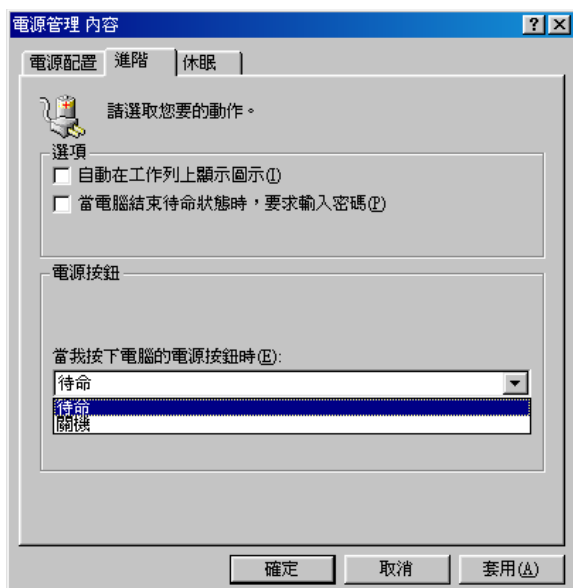 電源管理 內容
電源配置 進階 休眠
請選取您要的動作。
選項
自動在工作列上顯示圖示(I)
當電腦結束待命狀態時，要求輸入密碼(P)
電源按鈕
當我按下電腦的電源按鈕時(E):
待命
待命
關機
確定 取消 套用(A)